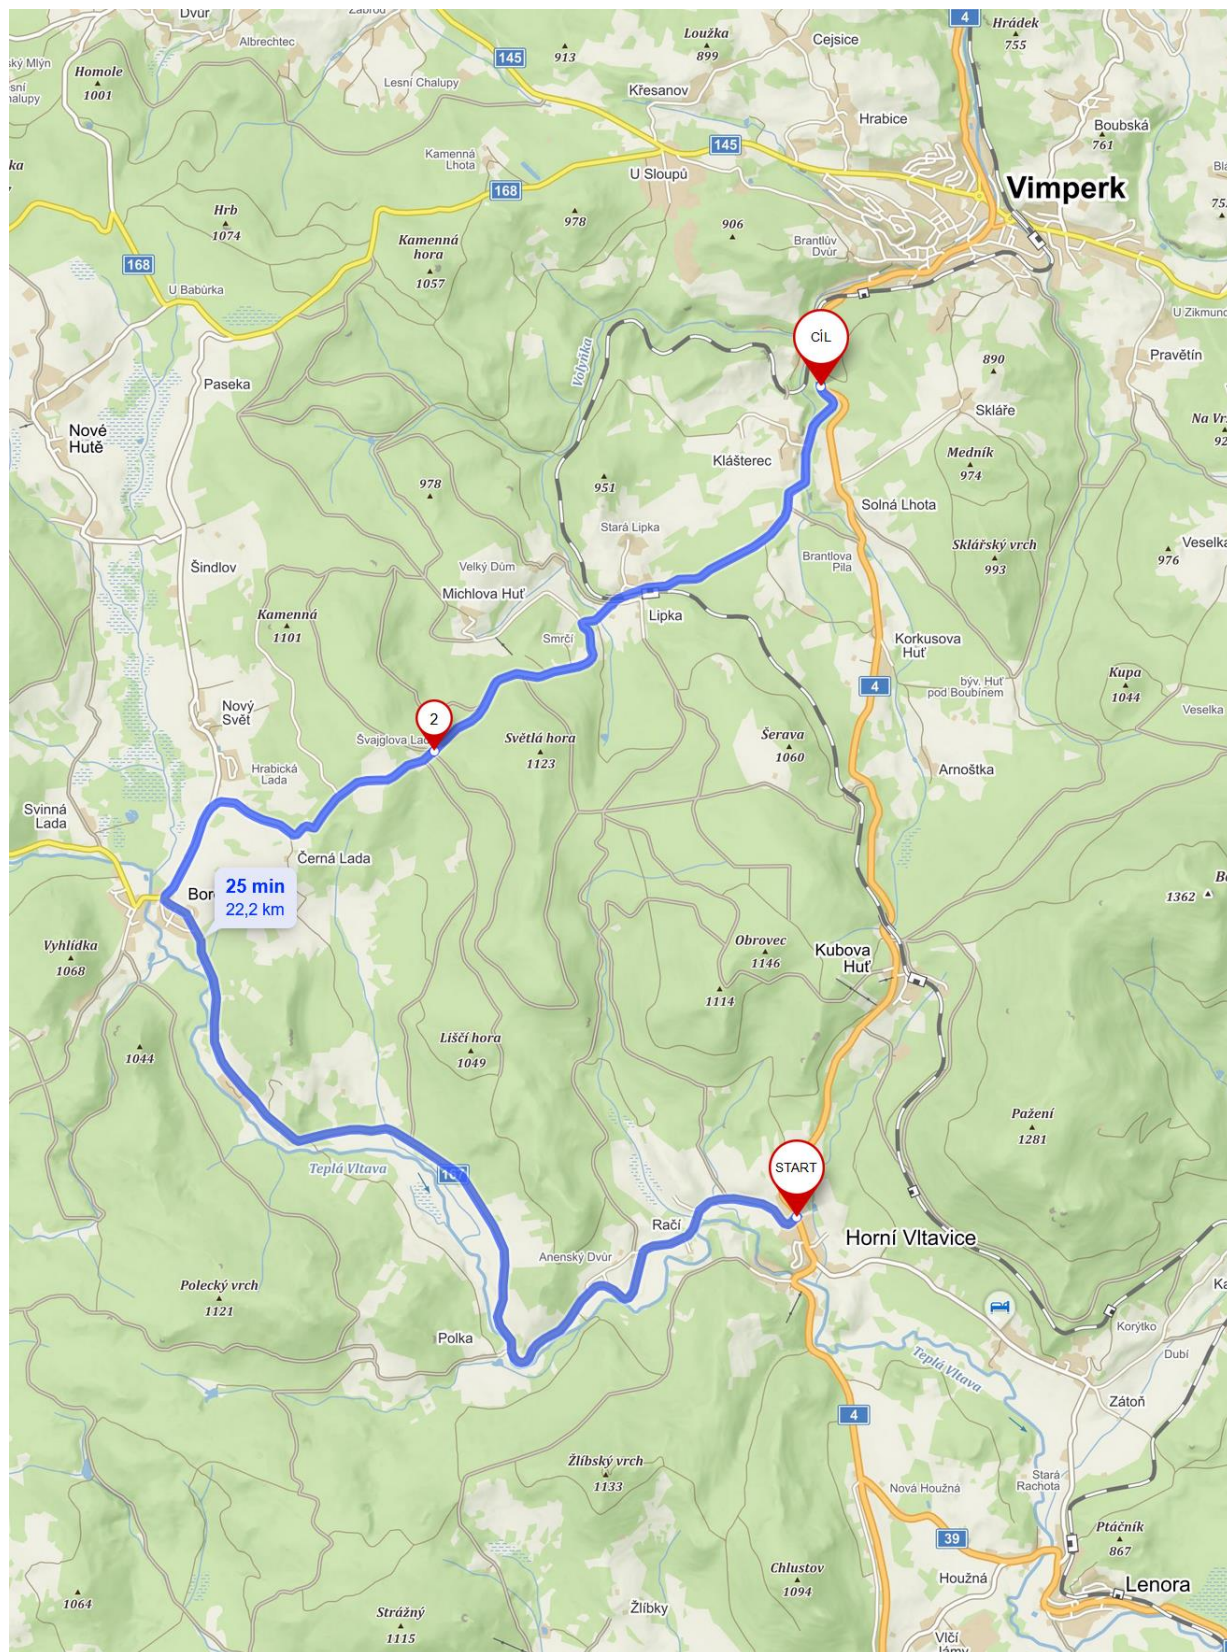 Dvůr
Zábrod
4
Hrádek
755
Albrechtec
Loužka
899
Cejsice
913
145
Lesní Chalupy
Homole
1001
Křesanov
Hrabice
Boubská
761
Kamenná
Lhota
145
U Sloupů
168
Vimperk
Hrb
1074
978
906
Kamenná
hora
1057
Brantlův
Dvůr
168
U Babůrka
U Zikmund
CÍL
Volyňka
890
Pravětín
Paseka
Skláře
Nové
Hutě
Klášterec
Medník
974
978
951
Solná Lhota
Stará Lipka
Sklářský vrch
993
976
Veselka
Brantlova
Pila
Šindlov
Velký Dům
Michlova Huť
Kamenná
1101
Lipka
Smrčí
Korkusova
Huť
býv. Huť
pod Boubínem
4
Kupa
1044
Nový
Svět
2
Veselka
Švajglova Lada
Světlá hora
1123
Šerava
1060
Arnoštka
Hrabická
Lada
Svinná
Lada
Černá Lada
25 min
22,2 km
1362
Vyhlídka
1068
Obrovec
1146
Kubova
Huť
1114
Liščí hora
1049
1044
Pažení
1281
START
Teplá Vltava
167
Račí
Horní Vltavice
Anenský Dvůr
Polecký vrch
1121
Polka
Korýtko
Dubí
Teplá Vltava
Zátoň
4
Žlíbský vrch
1133
Stará
Rachota
Nová Houžná
39
Ptáčník
867
Chlustov
1094
Houžná
Lenora
1064
Strážný
1115
Žlíbky
Vlčí
Jámy